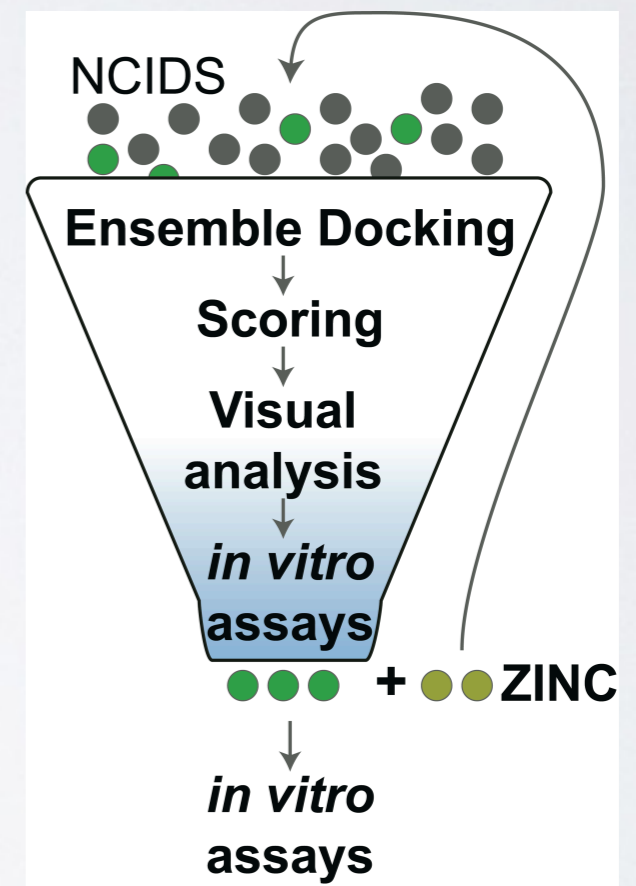 NCIDS
Ensemble Docking
Scoring
Visual
analysis
in vitro
assays
+ ZINC
in vitro
assays